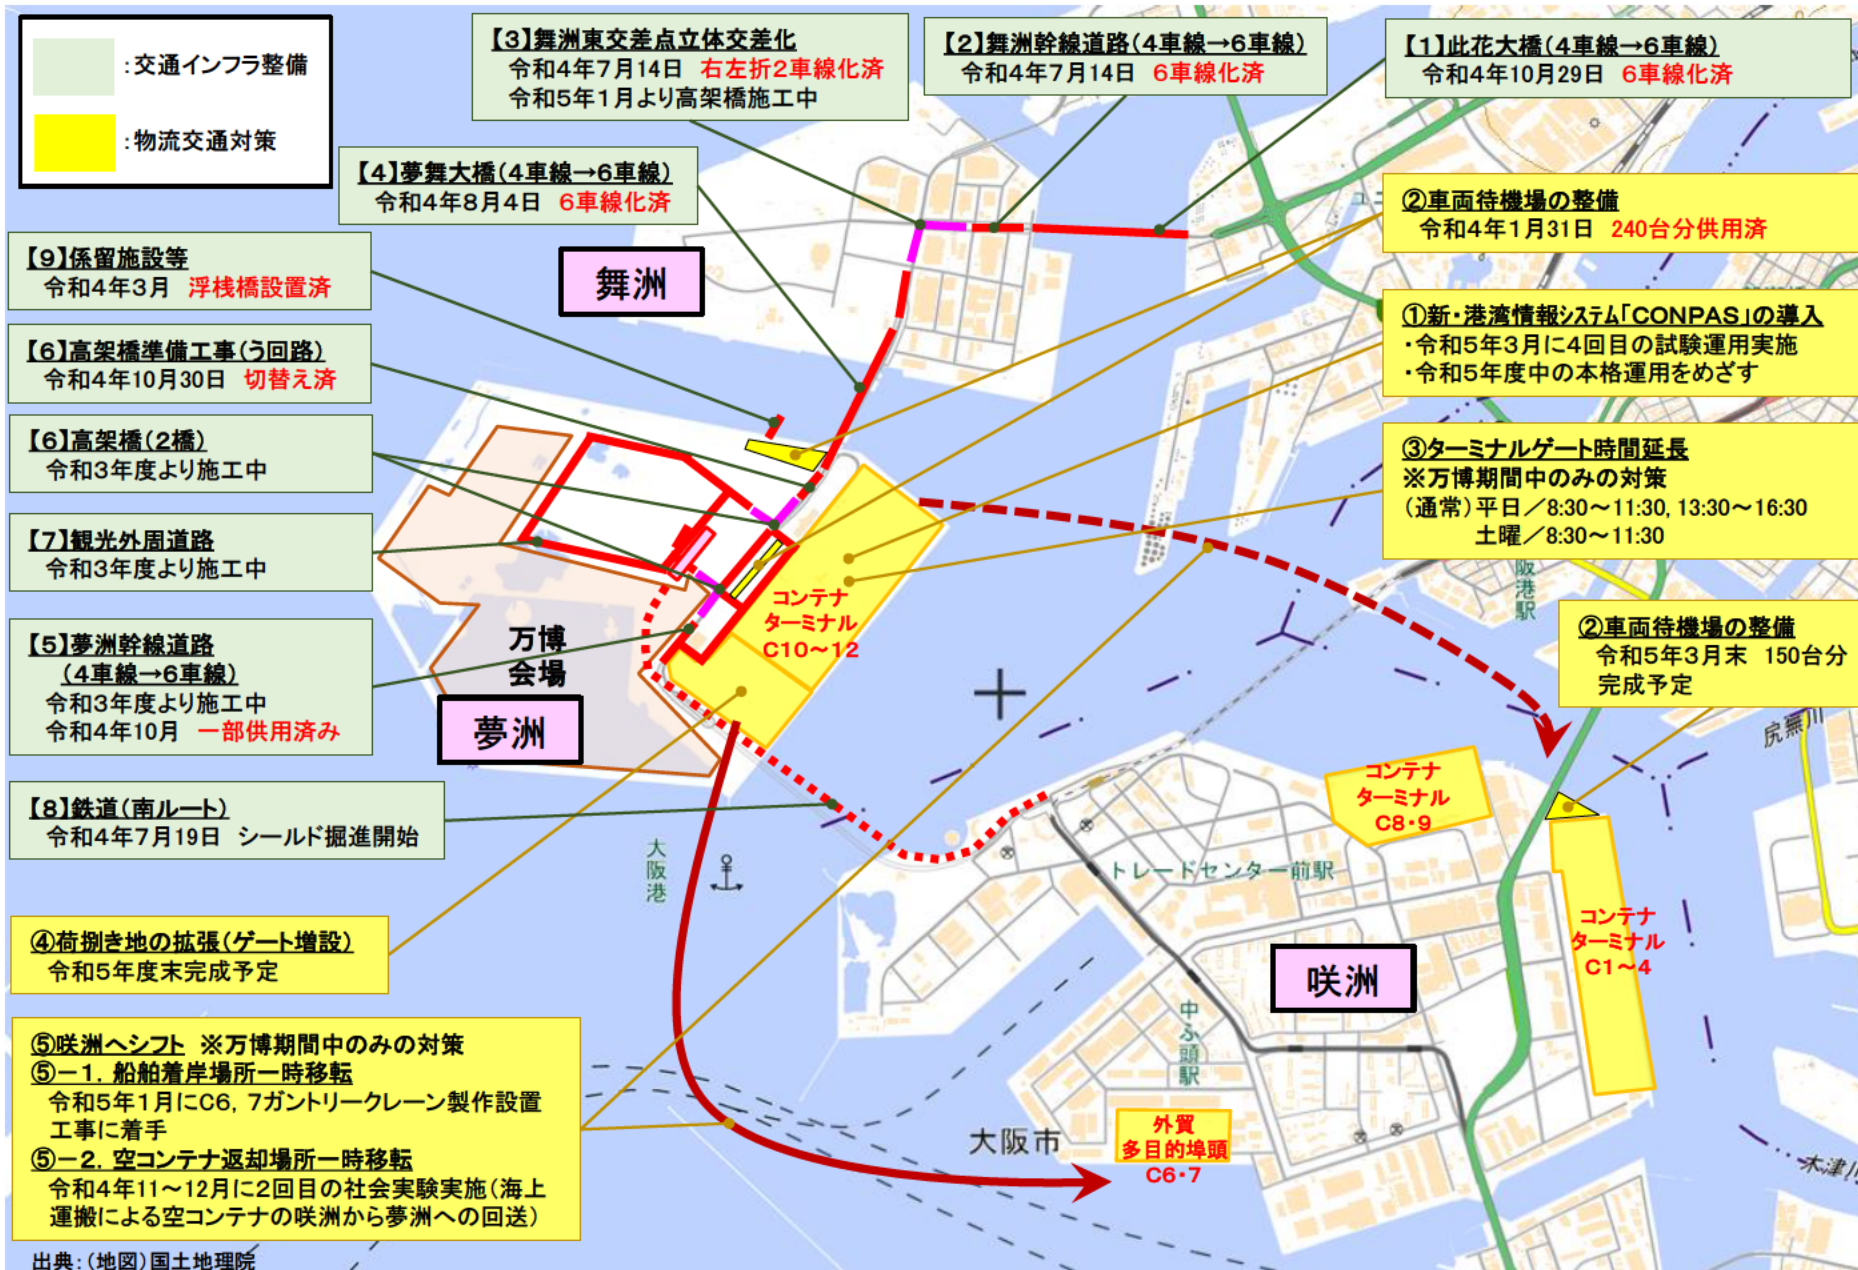 ：交通インフラ整備
：物流交通対策
【3】舞洲東交差点立体交差化
令和4年7月14日 右左折2車線化済
令和5年1月より高架橋施工中
【2】舞洲幹線道路(4車線→6車線)
令和4年7月14日 6車線化済
【1】此花大橋(4車線→6車線)
令和4年10月29日 6車線化済
【4】夢舞大橋(4車線→6車線)
令和4年8月4日 6車線化済
②車両待機場の整備
令和4年1月31日 240台分供用済
【9】係留施設等
令和4年3月 浮桟橋設置済
舞洲
①新・港湾情報システム「CONPAS」の導入
・令和5年3月に4回目の試験運用実施
・令和5年度中の本格運用をめざす
【6】高架橋準備工事(う回路)
令和4年10月30日 切替え済
【6】高架橋(2橋)
令和3年度より施工中
③ターミナルゲート時間延長
※万博期間中のみの対策
(通常)平日／8:30～11:30, 13:30～16:30
土曜／8:30～11:30
【7】観光外周道路
令和3年度より施工中
阪港駅
コンテナ
ターミナル
C10～12
②車両待機場の整備
令和5年3月末 150台分
完成予定
【5】夢洲幹線道路
(4車線→6車線)
令和3年度より施工中
令和4年10月 一部供用済み
万博
会場
夢洲
尻無川
コンテナ
ターミナル
C8・9
【8】鉄道(南ルート)
令和4年7月19日 シールド掘進開始
大阪港
トレードセンター前駅
コンテナ
ターミナル
C1～4
④荷捌き地の拡張(ゲート増設)
令和5年度末完成予定
咲洲
中ふ頭駅
⑤咲洲へシフト ※万博期間中のみの対策
⑤－1. 船舶着岸場所一時移転
令和5年1月にC6, 7ガントリークレーン製作設置
工事に着手
⑤－2. 空コンテナ返却場所一時移転
令和4年11～12月に2回目の社会実験実施(海上
運搬による空コンテナの咲洲から夢洲への回送)
大阪市
外貿
多目的埠頭
C6・7
木津川
出典：(地図)国土地理院